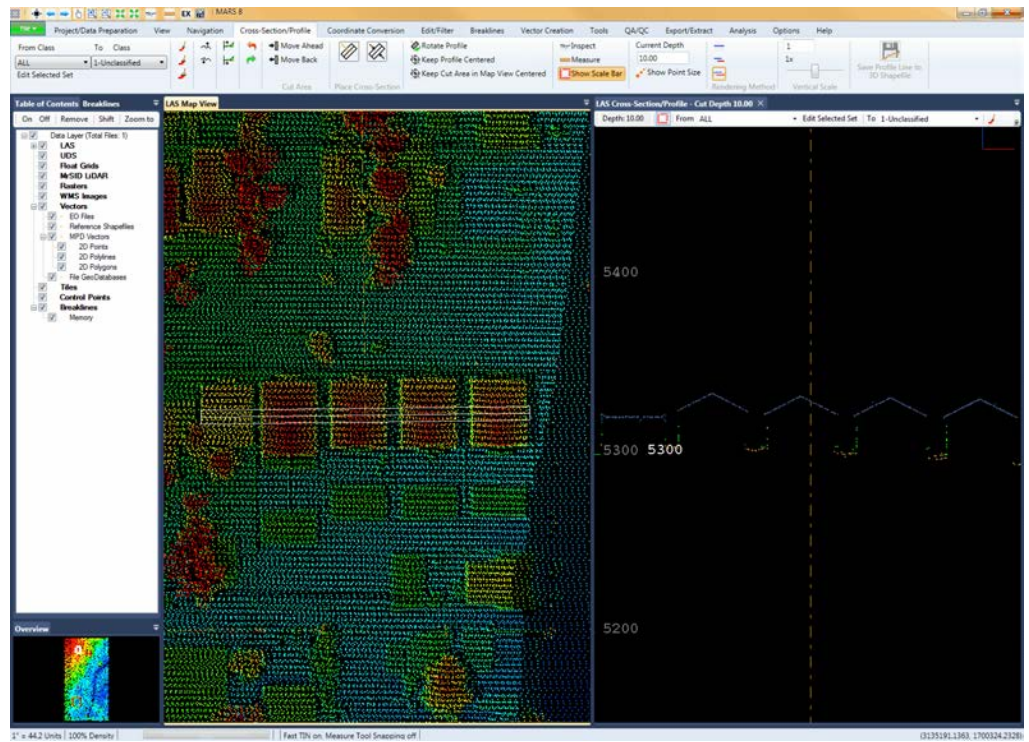 EX
MARS 8
File
Project/Data Preparation View Navigation Cross-Section/Profile Coordinate Conversion Edit/Filter Breaklines Vector Creation Tools QA/QC Export/Extract Analysis Options Help
From Class To Class
ALL 1-Unclassified
Edit Selected Set
Move Ahead
Move Back
Cut Area
Place Cross-Section
Rotate Profile
Keep Profile Centered
Keep Cut Area in Map View Centered
Inspect
Measure
Show Scale Bar
Current Depth
10.00
Show Point Size
Rendering Method
1
1x
Vertical Scale
Save Profile Line to
3D Shapefile
Table of Contents Breaklines
On Off Remove Shift Zoom to
Data Layer (Total Files: 1)
LAS
UDS
Float Grids
MrSID LiDAR
Rasters
WMS Images
Vectors
EO Files
Reference Shapefiles
MPD Vectors
2D Points
2D Polylines
2D Polygons
File GeoDatabases
Tiles
Control Points
Breaklines
Memory
Overview
LAS Map View
LAS Cross-Section/Profile - Cut Depth 10.00
Depth: 10.00 From ALL Edit Selected Set To 1-Unclassified
5400
5300 5300
5200
1" = 44.2 Units 100% Density Fast TIN on, Measure Tool Snapping off (3135191.1363, 1700324.2328)